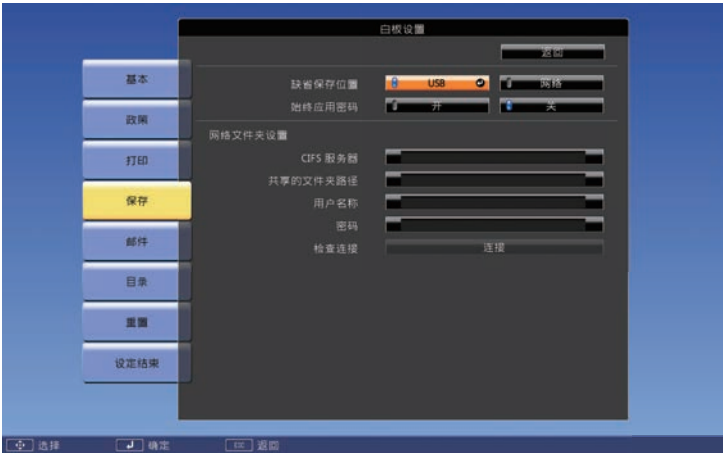 白板设置
返回
基本
政策
打印
保存
邮件
目录
重置
设定结束
缺省保存位置 USB 网络
始终应用密码 开 关
网络文件夹设置
CIFS 服务器
共享的文件夹路径
用户名称
密码
检查连接 连接
选择 确定 Esc 返回